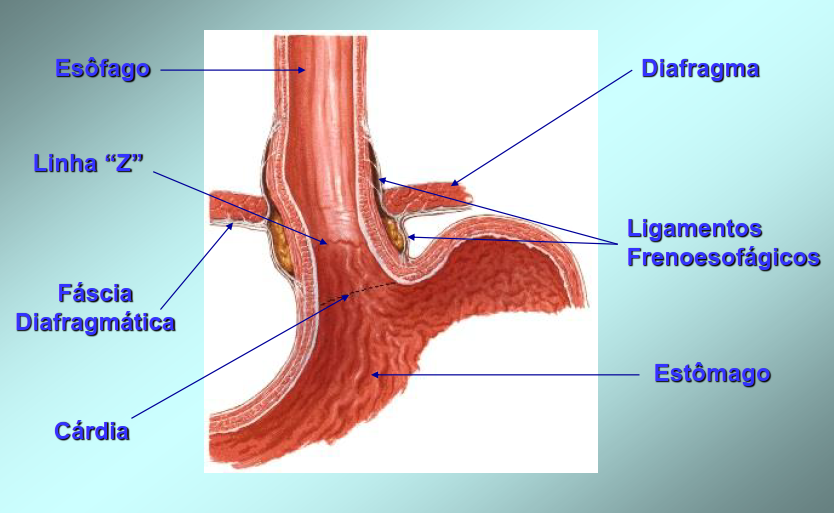 Esôfago
Diafragma
Linha “Z”
Ligamentos
Frenoesofágicos
Fáscia
Diafragmática
Estômago
Cárdia